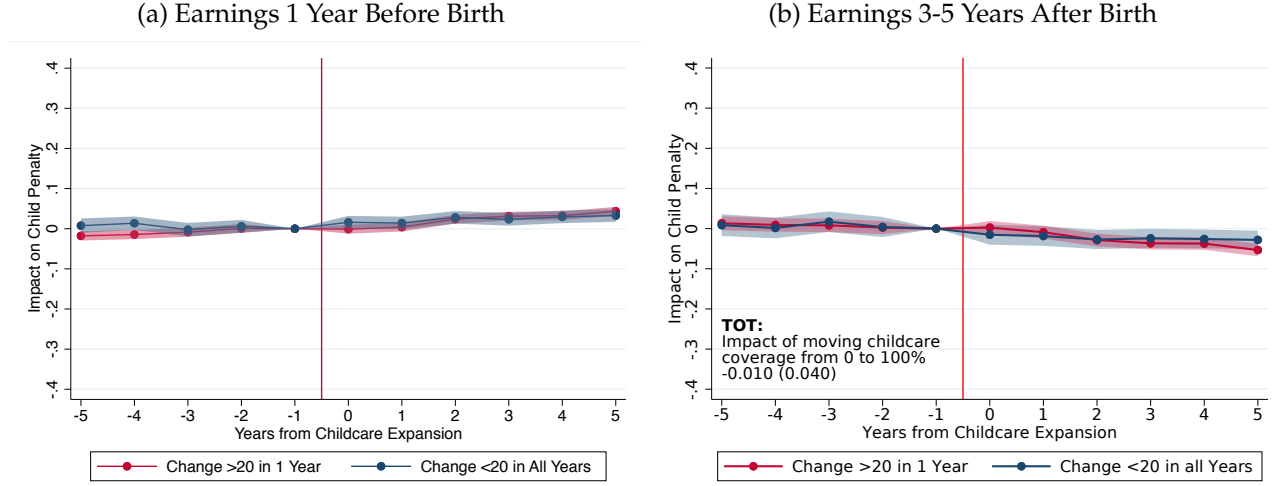 (a) Earnings 1 Year Before Birth
Impact on Child Penalty
.4
.3
.2
.1
0
-.1
-.2
-.3
-.4
-5 -4 -3 -2 -1 0 1 2 3 4 5
Years from Childcare Expansion
Change >20 in 1 Year
Change <20 in All Years
(b) Earnings 3-5 Years After Birth
Impact on Child Penalty
.4
.3
.2
.1
0
-.1
-.2
-.3
-.4
TOT:
Impact of moving childcare
coverage from 0 to 100%
-0.010 (0.040)
-5 -4 -3 -2 -1 0 1 2 3 4 5
Years from Childcare Expansion
Change >20 in 1 Year
Change <20 in all Years